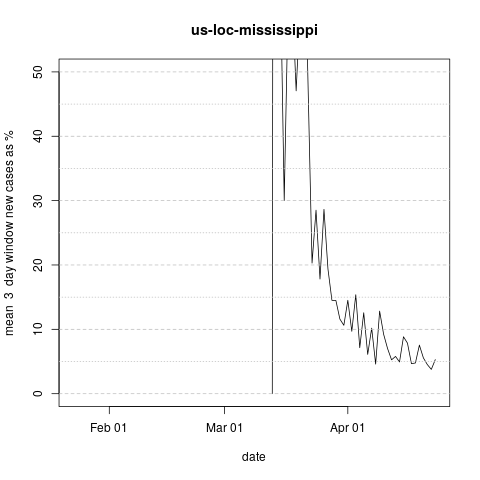 us-loc-mississippi
mean 3 day window new cases as %
50
40
30
20
10
0
Feb 01
Mar 01
Apr 01
date